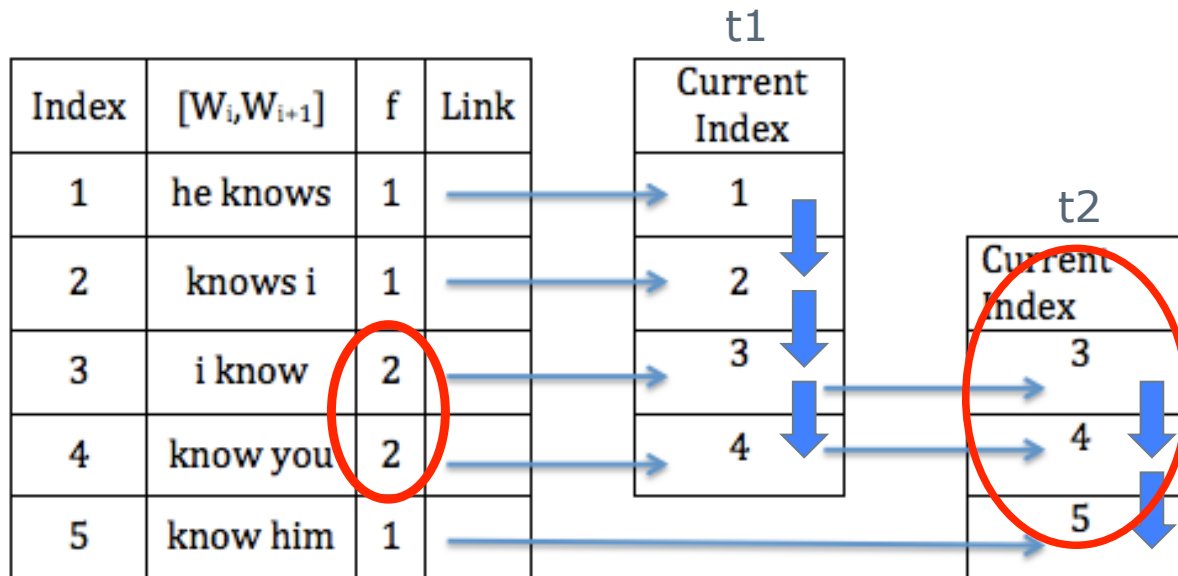 t1
Index [Wᵢ,Wᵢ₊₁] f Link
Current
Index
1 he knows 1
1
t2
2 knows i 1
2
Current
Index
3 i know 2
3
3
4 know you 2
4
4
5 know him 1
5